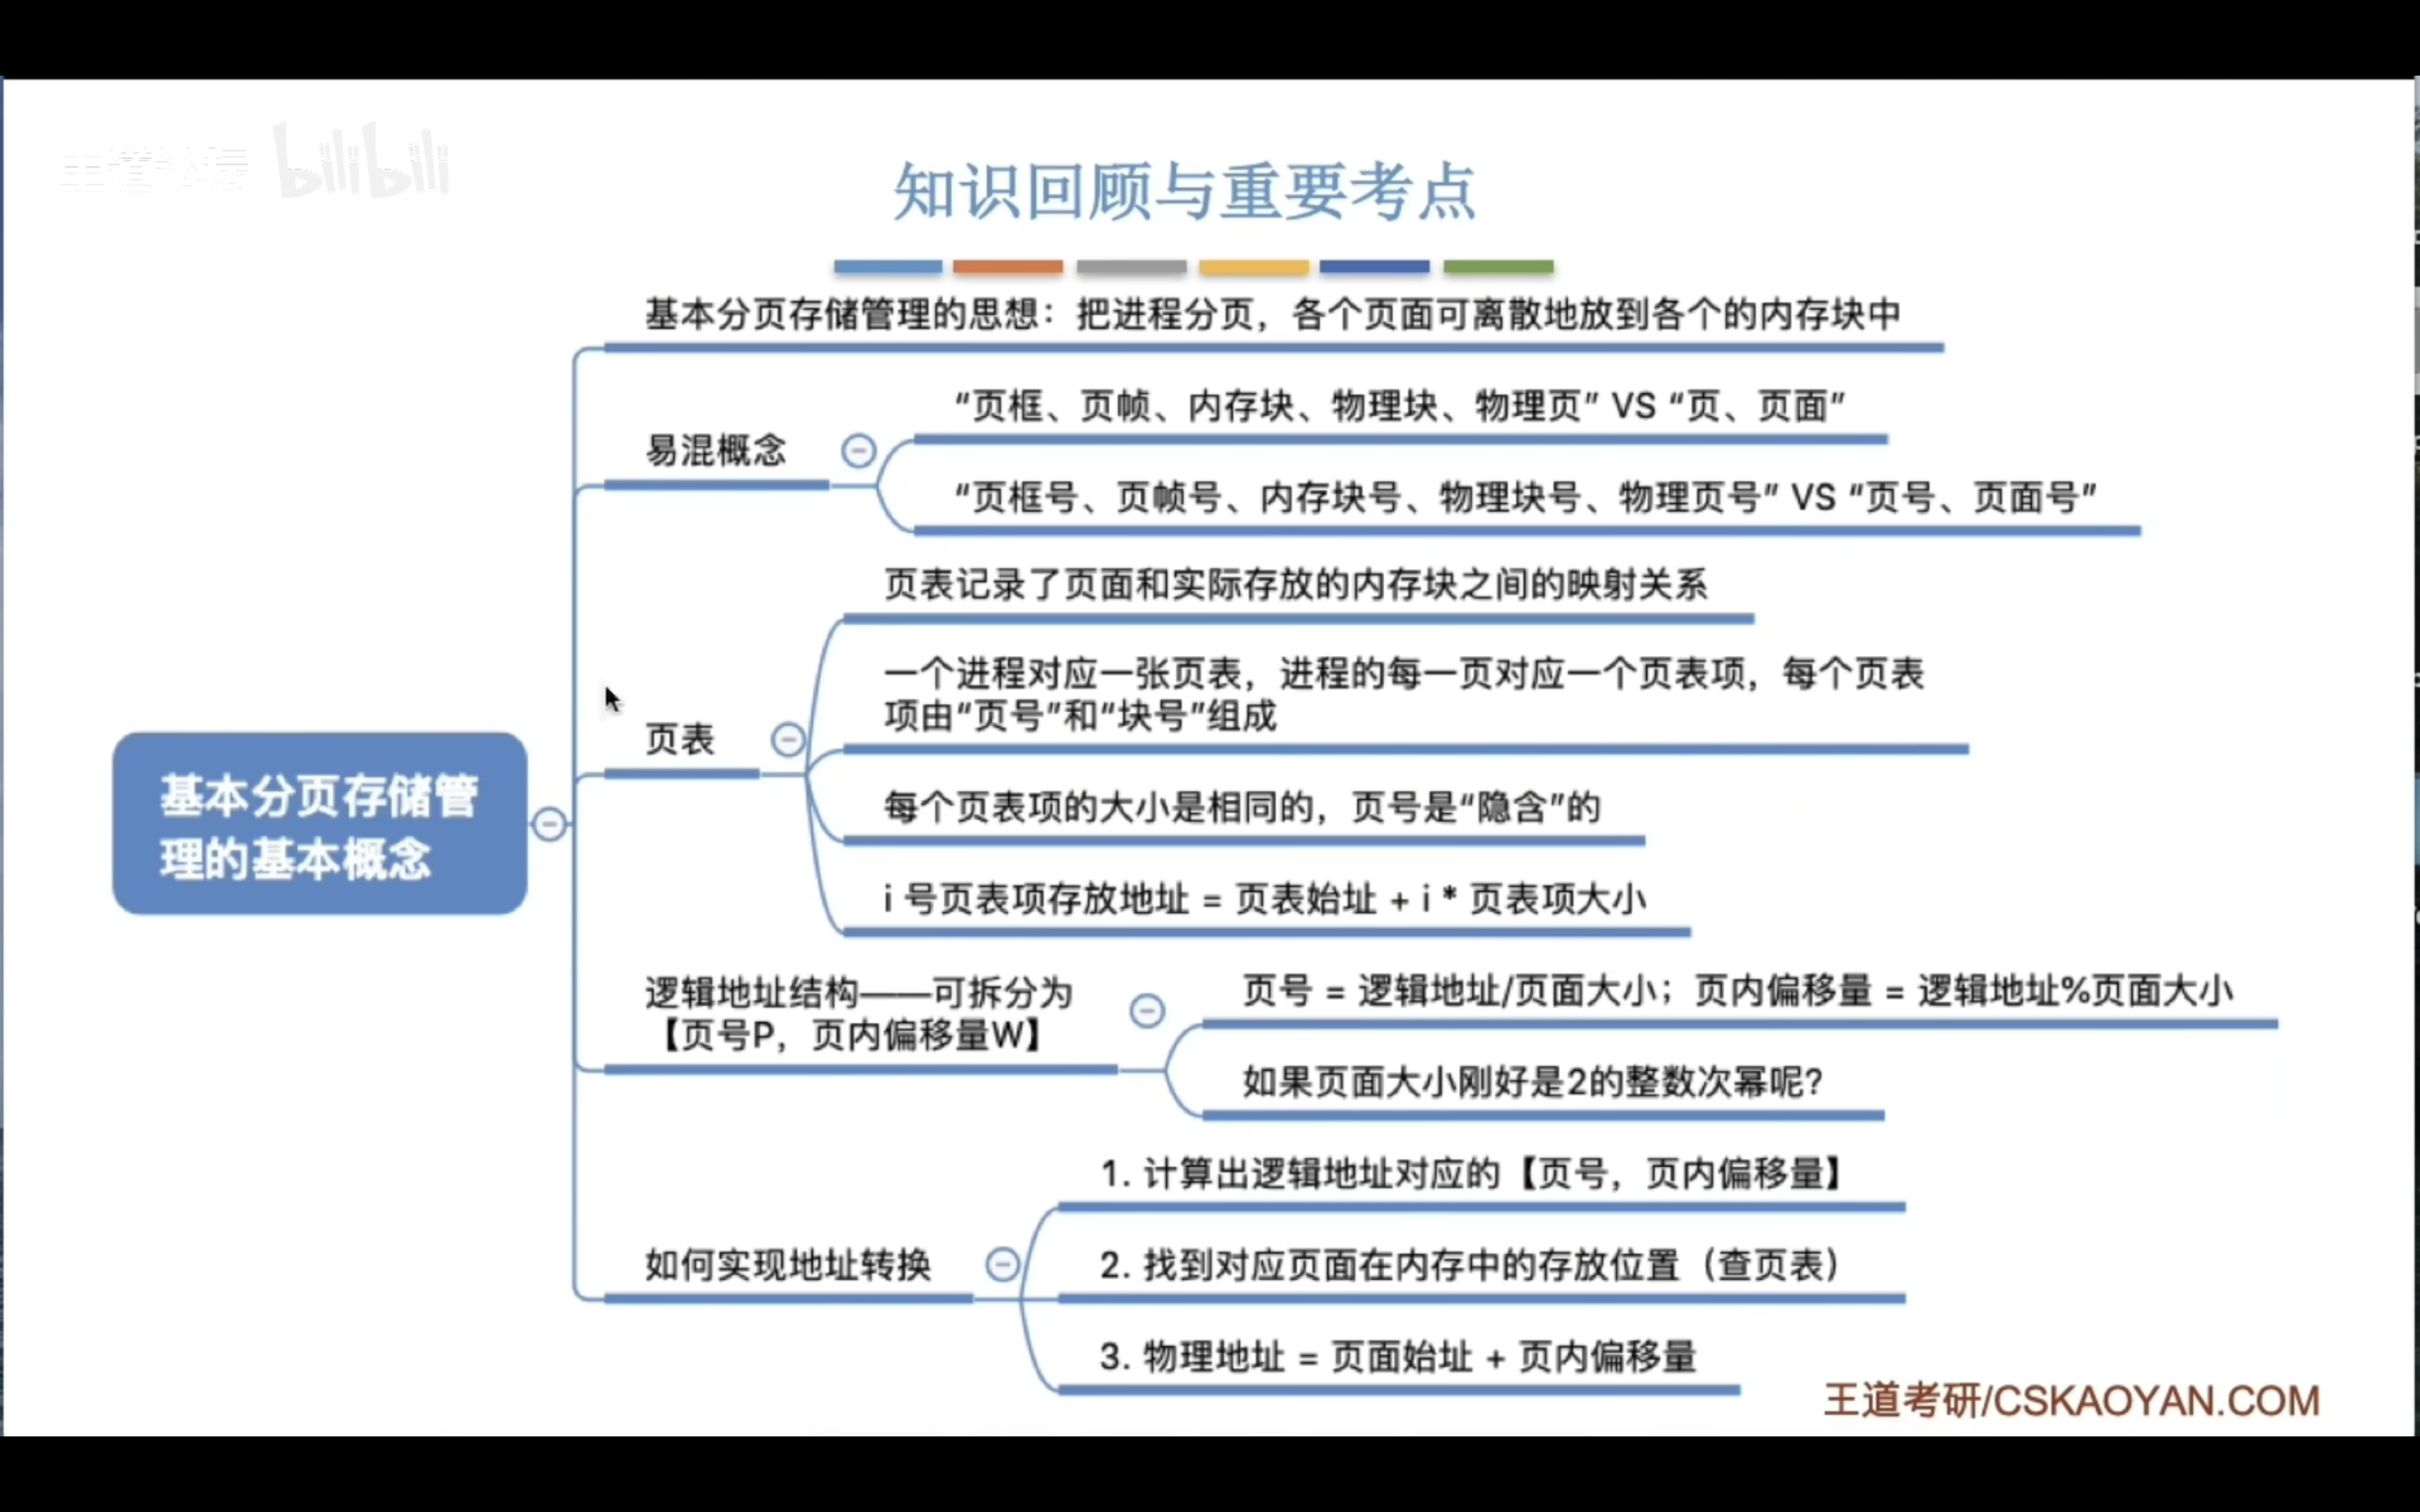 王道论坛 bilibili
知识回顾与重要考点
基本分页存储管理的思想：把进程分页，各个页面可离散地放到各个的内存块中
易混概念
“页框、页帧、内存块、物理块、物理页” VS “页、页面”
“页框号、页帧号、内存块号、物理块号、物理页号” VS “页号、页面号”
页表
页表记录了页面和实际存放的内存块之间的映射关系
一个进程对应一张页表，进程的每一页对应一个页表项，每个页表
项由“页号”和“块号”组成
每个页表项的大小是相同的，页号是“隐含”的
i 号页表项存放地址 = 页表始址 + i * 页表项大小
基本分页存储管
理的基本概念
逻辑地址结构——可拆分为
【页号P，页内偏移量W】
页号 = 逻辑地址/页面大小；页内偏移量 = 逻辑地址%页面大小
如果页面大小刚好是2的整数次幂呢？
如何实现地址转换
1. 计算出逻辑地址对应的【页号，页内偏移量】
2. 找到对应页面在内存中的存放位置（查页表）
3. 物理地址 = 页面始址 + 页内偏移量
王道考研/CSKAOYAN.COM